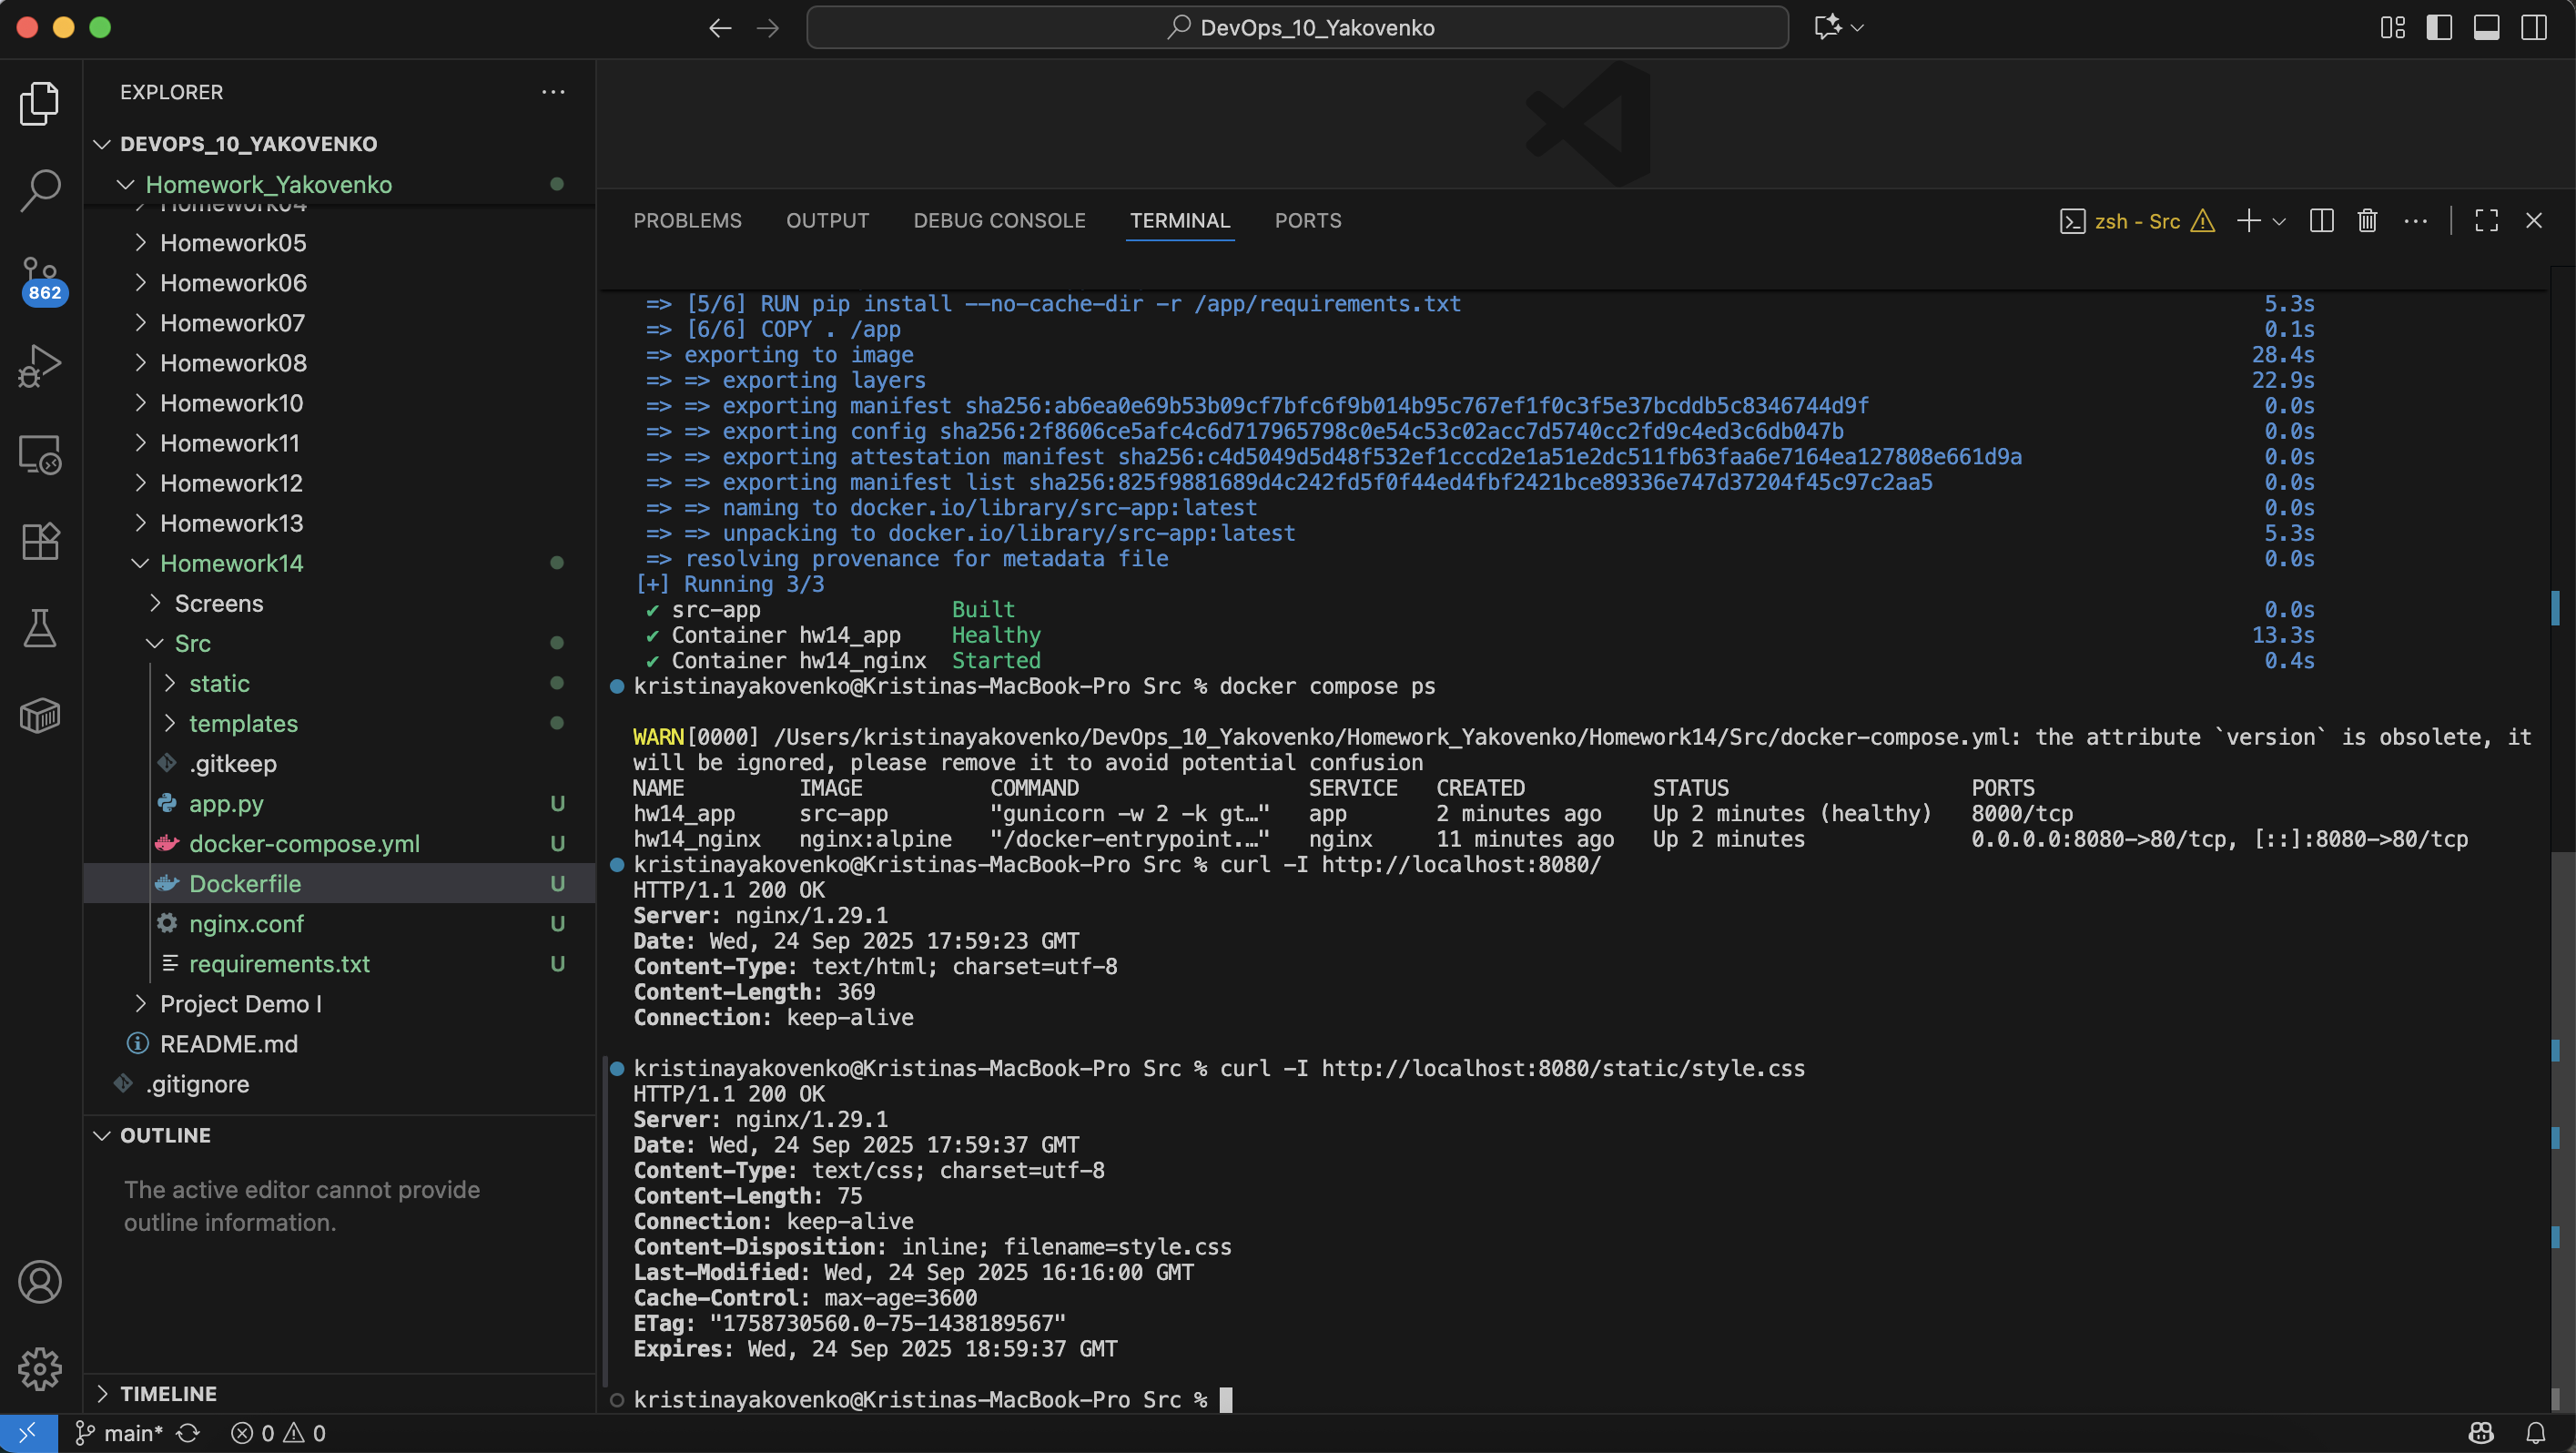 DevOps_10_Yakovenko
EXPLORER
DEVOPS_10_YAKOVENKO
Homework_Yakovenko
Homework04
Homework05
Homework06
Homework07
Homework08
Homework10
Homework11
Homework12
Homework13
Homework14
Screens
Src
static
templates
.gitkeep
app.py U
docker-compose.yml U
Dockerfile U
nginx.conf U
requirements.txt U
Project Demo I
README.md
.gitignore
OUTLINE
The active editor cannot provide
outline information.
TIMELINE
862
PROBLEMS OUTPUT DEBUG CONSOLE TERMINAL PORTS
zsh - Src
=> [5/6] RUN pip install --no-cache-dir -r /app/requirements.txt 5.3s
=> [6/6] COPY . /app 0.1s
=> exporting to image 28.4s
=> => exporting layers 22.9s
=> => exporting manifest sha256:ab6ea0e69b53b09cf7bfc6f9b014b95c767ef1f0c3f5e37bcddb5c8346744d9f 0.0s
=> => exporting config sha256:2f8606ce5afc4c6d717965798c0e54c53c02acc7d5740cc2fd9c4ed3c6db047b 0.0s
=> => exporting attestation manifest sha256:c4d5049d5d48f532ef1cccd2e1a51e2dc511fb63faa6e7164ea127808e661d9a 0.0s
=> => exporting manifest list sha256:825f9881689d4c242fd5f0f44ed4fbf2421bce89336e747d37204f45c97c2aa5 0.0s
=> => naming to docker.io/library/src-app:latest 0.0s
=> => unpacking to docker.io/library/src-app:latest 5.3s
=> resolving provenance for metadata file 0.0s
[+] Running 3/3
✔ src-app Built 0.0s
✔ Container hw14_app Healthy 13.3s
✔ Container hw14_nginx Started 0.4s
kristinayakovenko@Kristinas-MacBook-Pro Src % docker compose ps
WARN[0000] /Users/kristinayakovenko/DevOps_10_Yakovenko/Homework_Yakovenko/Homework14/Src/docker-compose.yml: the attribute `version` is obsolete, it
will be ignored, please remove it to avoid potential confusion
NAME IMAGE COMMAND SERVICE CREATED STATUS PORTS
hw14_app src-app "gunicorn -w 2 -k gt…" app 2 minutes ago Up 2 minutes (healthy) 8000/tcp
hw14_nginx nginx:alpine "/docker-entrypoint.…" nginx 11 minutes ago Up 2 minutes 0.0.0.0:8080->80/tcp, [::]:8080->80/tcp
kristinayakovenko@Kristinas-MacBook-Pro Src % curl -I http://localhost:8080/
HTTP/1.1 200 OK
Server: nginx/1.29.1
Date: Wed, 24 Sep 2025 17:59:23 GMT
Content-Type: text/html; charset=utf-8
Content-Length: 369
Connection: keep-alive
kristinayakovenko@Kristinas-MacBook-Pro Src % curl -I http://localhost:8080/static/style.css
HTTP/1.1 200 OK
Server: nginx/1.29.1
Date: Wed, 24 Sep 2025 17:59:37 GMT
Content-Type: text/css; charset=utf-8
Content-Length: 75
Connection: keep-alive
Content-Disposition: inline; filename=style.css
Last-Modified: Wed, 24 Sep 2025 16:16:00 GMT
Cache-Control: max-age=3600
ETag: "1758730560.0-75-1438189567"
Expires: Wed, 24 Sep 2025 18:59:37 GMT
kristinayakovenko@Kristinas-MacBook-Pro Src %
main* 0 0